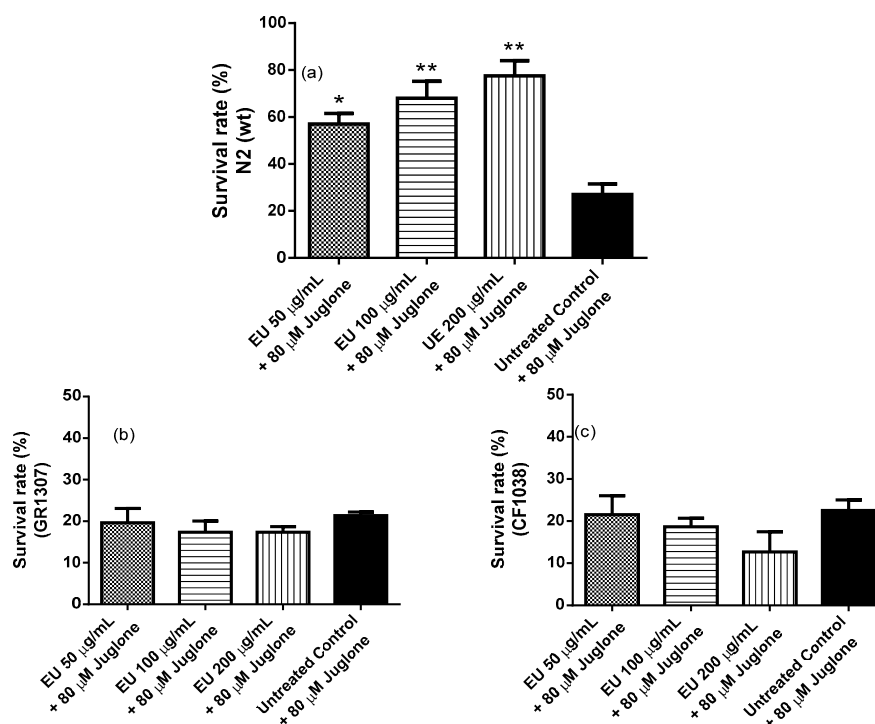 100
80
60
40
20
0
Survival rate (%)
N2 (wt)
(a)
*
**
**
EU 50 µg/mL
+ 80 µM Juglone
EU 100 µg/mL
+ 80 µM Juglone
UE 200 µg/mL
+ 80 µM Juglone
Untreated Control
+ 80 µM Juglone
50
40
30
20
10
0
Survival rate (%)
(GR1307)
(b)
EU 50 µg/mL
+ 80 µM Juglone
EU 100 µg/mL
+ 80 µM Juglone
EU 200 µg/mL
+ 80 µM Juglone
Untreated Control
+ 80 µM Juglone
50
40
30
20
10
0
Survival rate (%)
(CF1038)
(c)
EU 50 µg/mL
+ 80 µM Juglone
EU 100 µg/mL
+ 80 µM Juglone
EU 200 µg/mL
+ 80 µM Juglone
Untreated Control
+ 80 µM Juglone